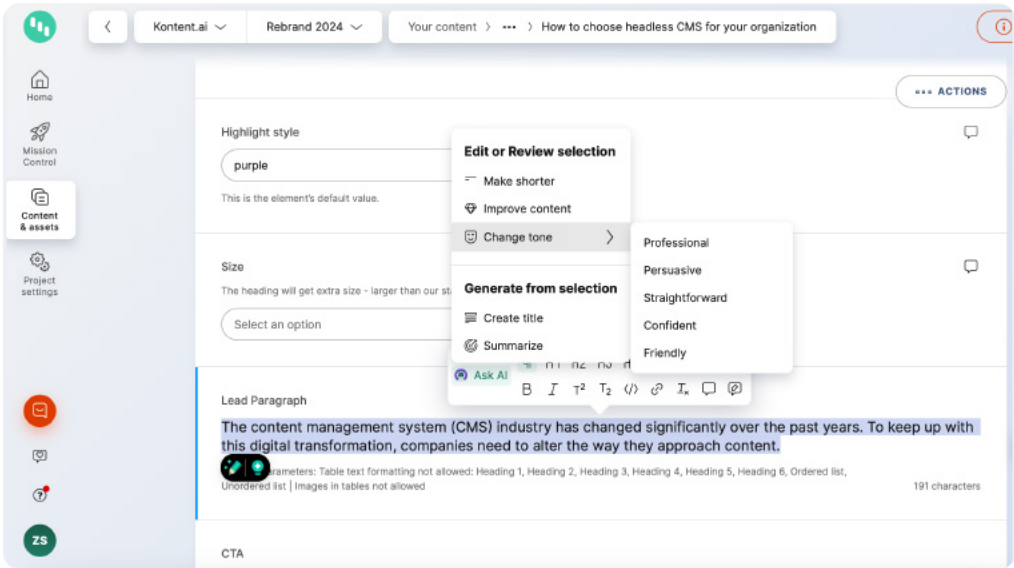 Kontent.ai
Rebrand 2024
Your content
How to choose headless CMS for your organization
Home
Mission
Control
Content
& assets
Project
settings
ZS
ACTIONS
Highlight style
purple
This is the element's default value.
Size
The heading will get extra size - larger than our
Select an option
Edit or Review selection
Make shorter
Improve content
Change tone
Generate from selection
Create title
Summarize
Professional
Persuasive
Straightforward
Confident
Friendly
Ask AI
H1 H2 H3
B I T² T₂ </>
Lead Paragraph
The content management system (CMS) industry has changed significantly over the past years. To keep up with
this digital transformation, companies need to alter the way they approach content.
Table text formatting not allowed: Heading 1, Heading 2, Heading 3, Heading 4, Heading 5, Heading 6, Ordered list,
Unordered list | Images in tables not allowed
191 characters
CTA